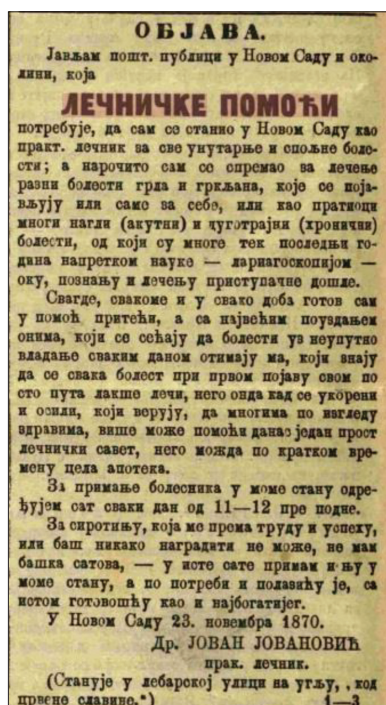 ОБЈАВА.
Јављам пошт. публици у Новом Саду и око-
лини, која
ЛЕЧНИЧКЕ ПОМОЋИ
потребује, да сам се станио у Новом Саду као
практ. лечник за све унутарње и спољне боле-
сти; а нарочито сам се спремао за лечење
разни болести грла и гркљана, које се поја-
вљују или саме за себе, или као пратиоци
многи нагли (акутни) и дуготрајни (хронични)
болести, од који су многе тек последњи го-
дина напретком науке — лариагоскопијом —
оку, познању и лечењу приступачне дошле.
Свагде, свакоме и у свако доба готов сам
у помоћ притећи, а са највећим поуздањем
онима, који се сећају да болести уз неупутно
владање сваким даном отимају ма, који знају
да се свака болест при првом појаву свом по
сто пута лакше лечи, него онда кад се укорени
и осили, који верују, да многима по изгледу
здравима, више може помоћи данас један прост
лечнички савет, него можда по кратком вре-
мену цела апотека.
За примање болесника у моме стану одре-
ђујем сат сваки дан од 11—12 пре подне.
За сиротињу, која ме према труду и успеху,
или баш никако наградити не може, не мам
башка сатова, — у исте сате примам и њу у
моме стану, а по потреби и полазићу је, са
истом готовошћу као и најбогатијег.
У Новом Саду 23. новембра 1870.
Др. ЈОВАН ЈОВАНОВИЋ
прак. лечник.
(Станује у лебарској улици на угљу, , код
црвене славине.*) 1—3